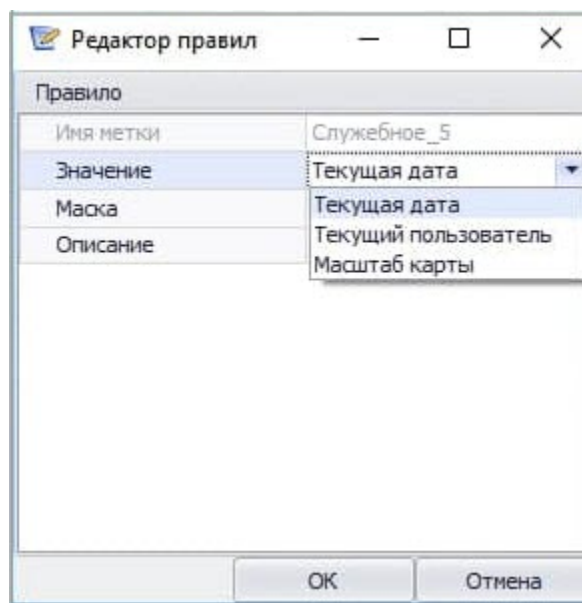 Редактор правил
Правило
Имя метки Служебное_5
Значение Текущая дата
Маска Текущая дата
Текущий пользователь
Описание
Масштаб карты
ОК Отмена